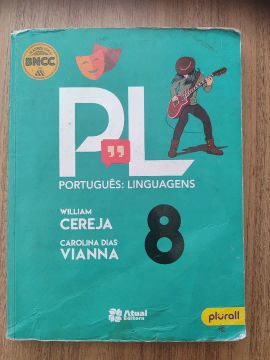 BNCC
PL
PORTUGUÊS: LINGUAGENS
WILLIAM
CEREJA
CAROLINA DIAS
VIANNA
8
Atual
Editora
plurall